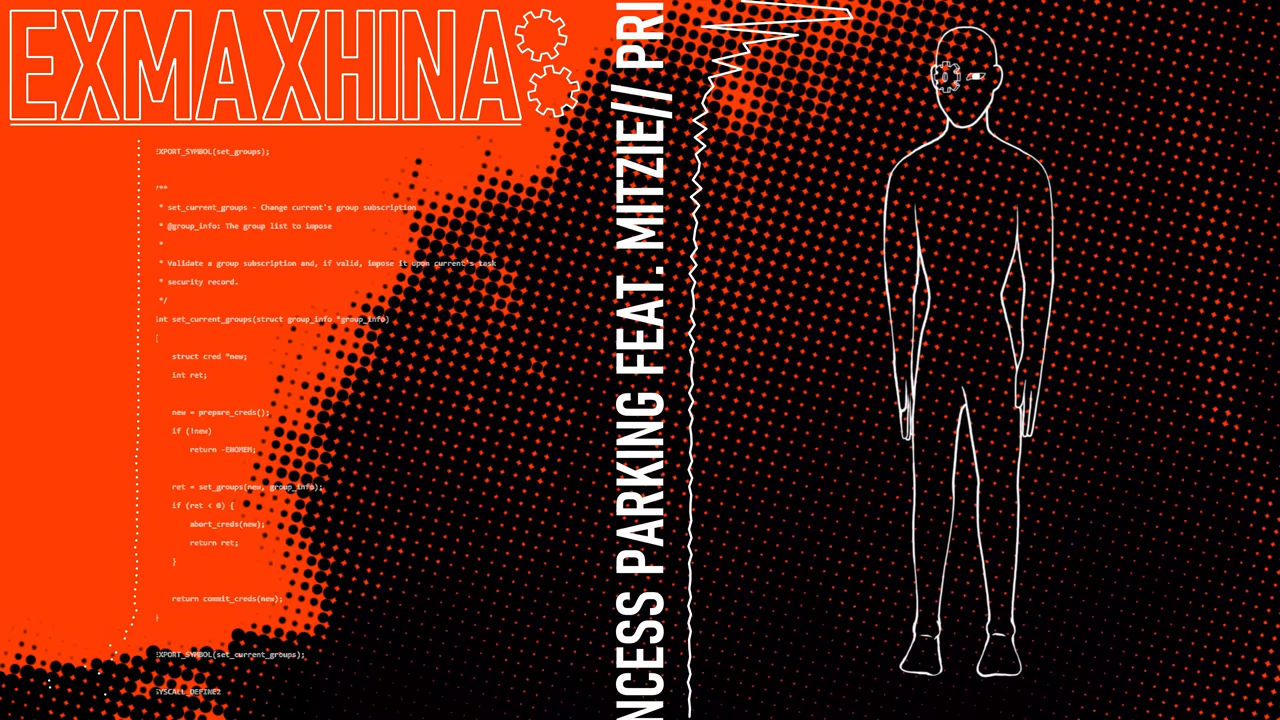 EXMAXHINA
EXPORT_SYMBOL(set_groups);
/**
* set_current_groups - Change current's group subscription
* @group_info: The group list to impose
*
* Validate a group subscription and, if valid, impose it upon current's task
* security record.
*/
int set_current_groups(struct group_info *group_info)
{
struct cred *new;
int ret;
new = prepare_creds();
if (!new)
return -ENOMEM;
ret = set_groups(new, group_info);
if (ret < 0) {
abort_creds(new);
return ret;
}
return commit_creds(new);
}
EXPORT_SYMBOL(set_current_groups);
SYSCALL_DEFINE2
NCESS PARKING FEAT. MITZIE// PRI